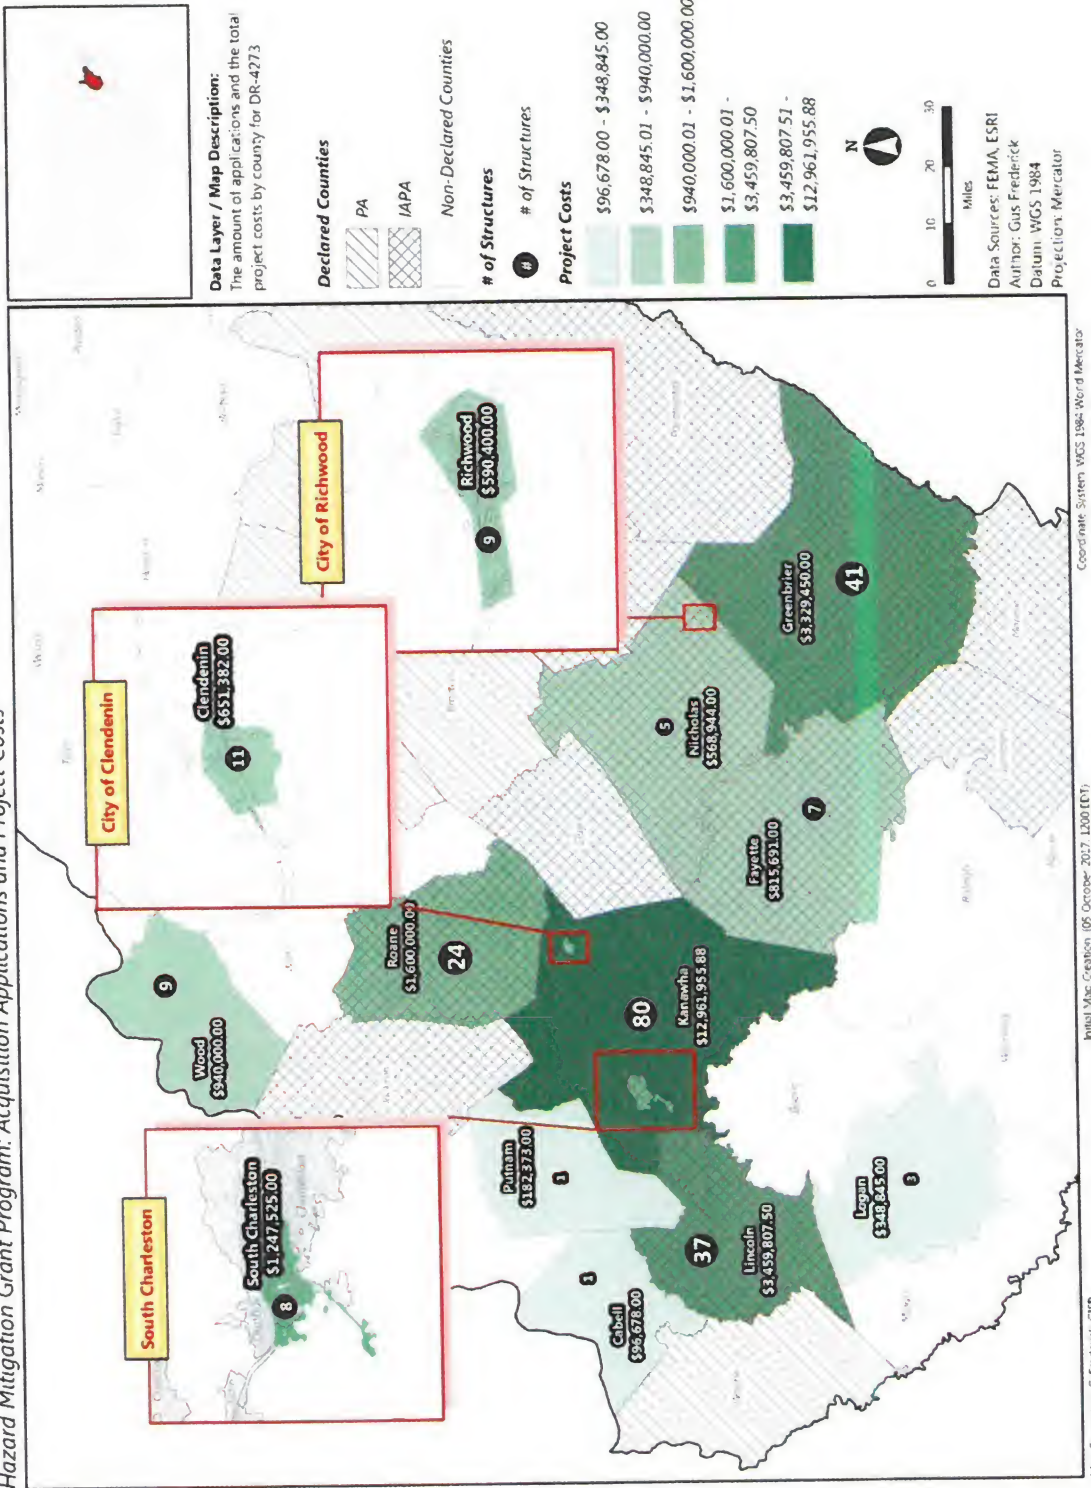 Hazard Mitigation Grant Program: Acquisition Applications and Project Costs
South Charleston
South Charleston
$1,247,525.00
8
City of Clendenin
Clendenin
$651,382.00
11
City of Richwood
Richwood
$590,400.00
9
Wood
$940,000.00
9
Roane
$1,600,000.00
24
Putnam
$182,373.00
1
Cabell
$96,678.00
1
Lincoln
$3,459,807.50
37
Kanawha
$12,961,955.88
80
Logan
$348,845.00
3
Fayette
$815,691.00
7
Nicholas
$568,944.00
5
Greenbrier
$3,329,450.00
41
Data Layer / Map Description:
The amount of applications and the total
project costs by county for DR-4273
Declared Counties
PA
IAPA
Non-Declared Counties
# of Structures
# # of Structures
Project Costs
$96,678.00 - $348,845.00
$348,845.01 - $940,000.00
$940,000.01 - $1,600,000.00
$1,600,000.01 -
$3,459,807.50
$3,459,807.51 -
$12,961,955.88
N
0 10 20 30
Miles
Data Sources: FEMA, ESRI
Author: Gus Frederick
Datum: WGS 1984
Projection: Mercator
Initial Map Creation (05 October 2017, 1200 EDT)
Coordinate System: WGS 1984 World Mercator